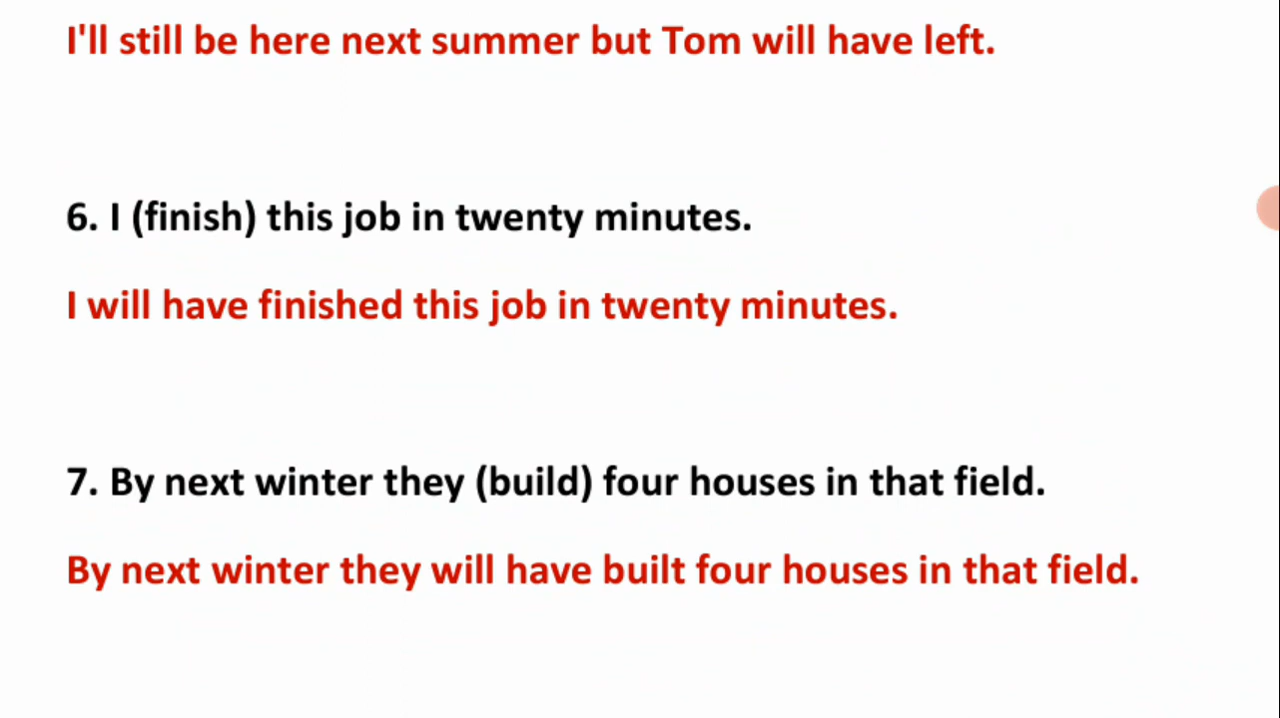 I'll still be here next summer but Tom will have left.
6. I (finish) this job in twenty minutes.
I will have finished this job in twenty minutes.
7. By next winter they (build) four houses in that field.
By next winter they will have built four houses in that field.